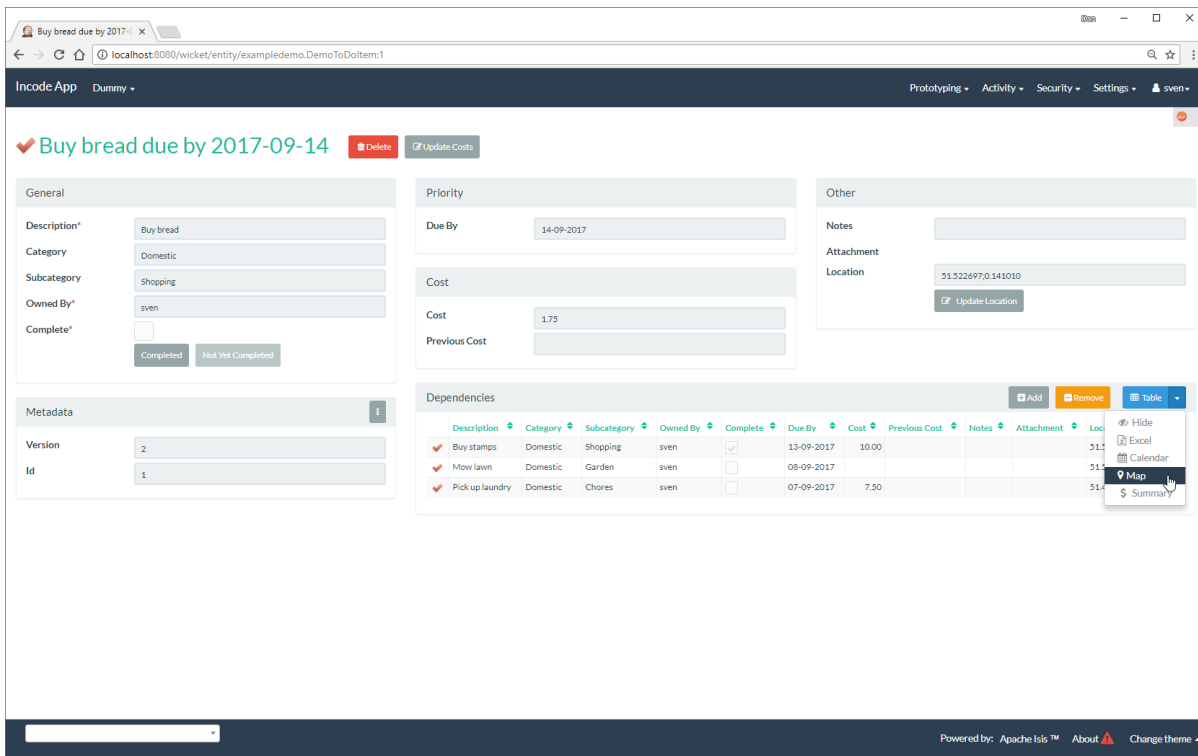 Dan
Buy bread due by 2017-0
localhost:8080/wicket/entity/exampledemo.DemoToDoItem:1
Incode App Dummy Prototyping Activity Security Settings sven
Buy bread due by 2017-09-14 Delete Update Costs
General
Description* Buy bread
Category Domestic
Subcategory Shopping
Owned By* sven
Complete*
Completed Not Yet Completed
Metadata
Version 2
Id 1
Priority
Due By 14-09-2017
Cost
Cost 1.75
Previous Cost
Other
Notes
Attachment
Location 51.522697;0.141010
Update Location
Dependencies Add Remove Table
Description Category Subcategory Owned By Complete Due By Cost Previous Cost Notes Attachment
Buy stamps Domestic Shopping sven 13-09-2017 10.00
Mow lawn Domestic Garden sven 08-09-2017
Pick up laundry Domestic Chores sven 07-09-2017 7.50
Hide
Excel
Calendar
Map
$ Summary
Powered by: Apache Isis ™ About Change theme